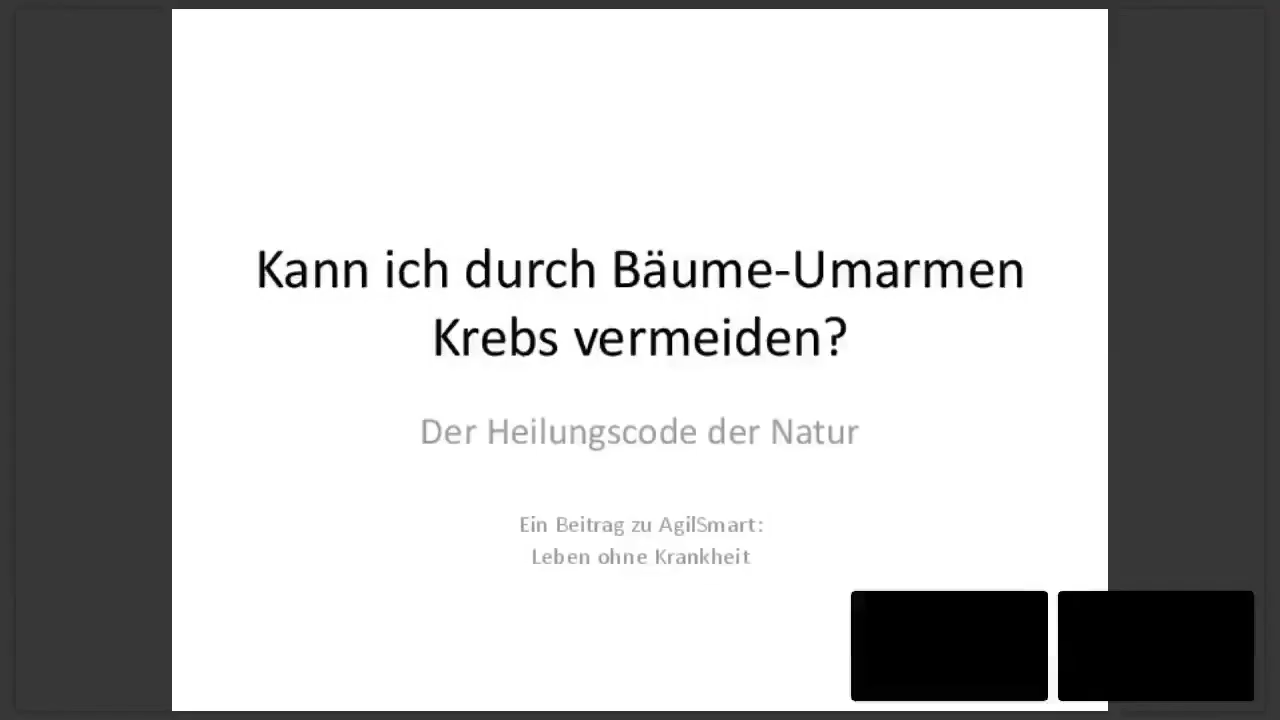 Kann ich durch Bäume-Umarmen
Krebs vermeiden?
Der Heilungscode der Natur
Ein Beitrag zu AgilSmart:
Leben ohne Krankheit